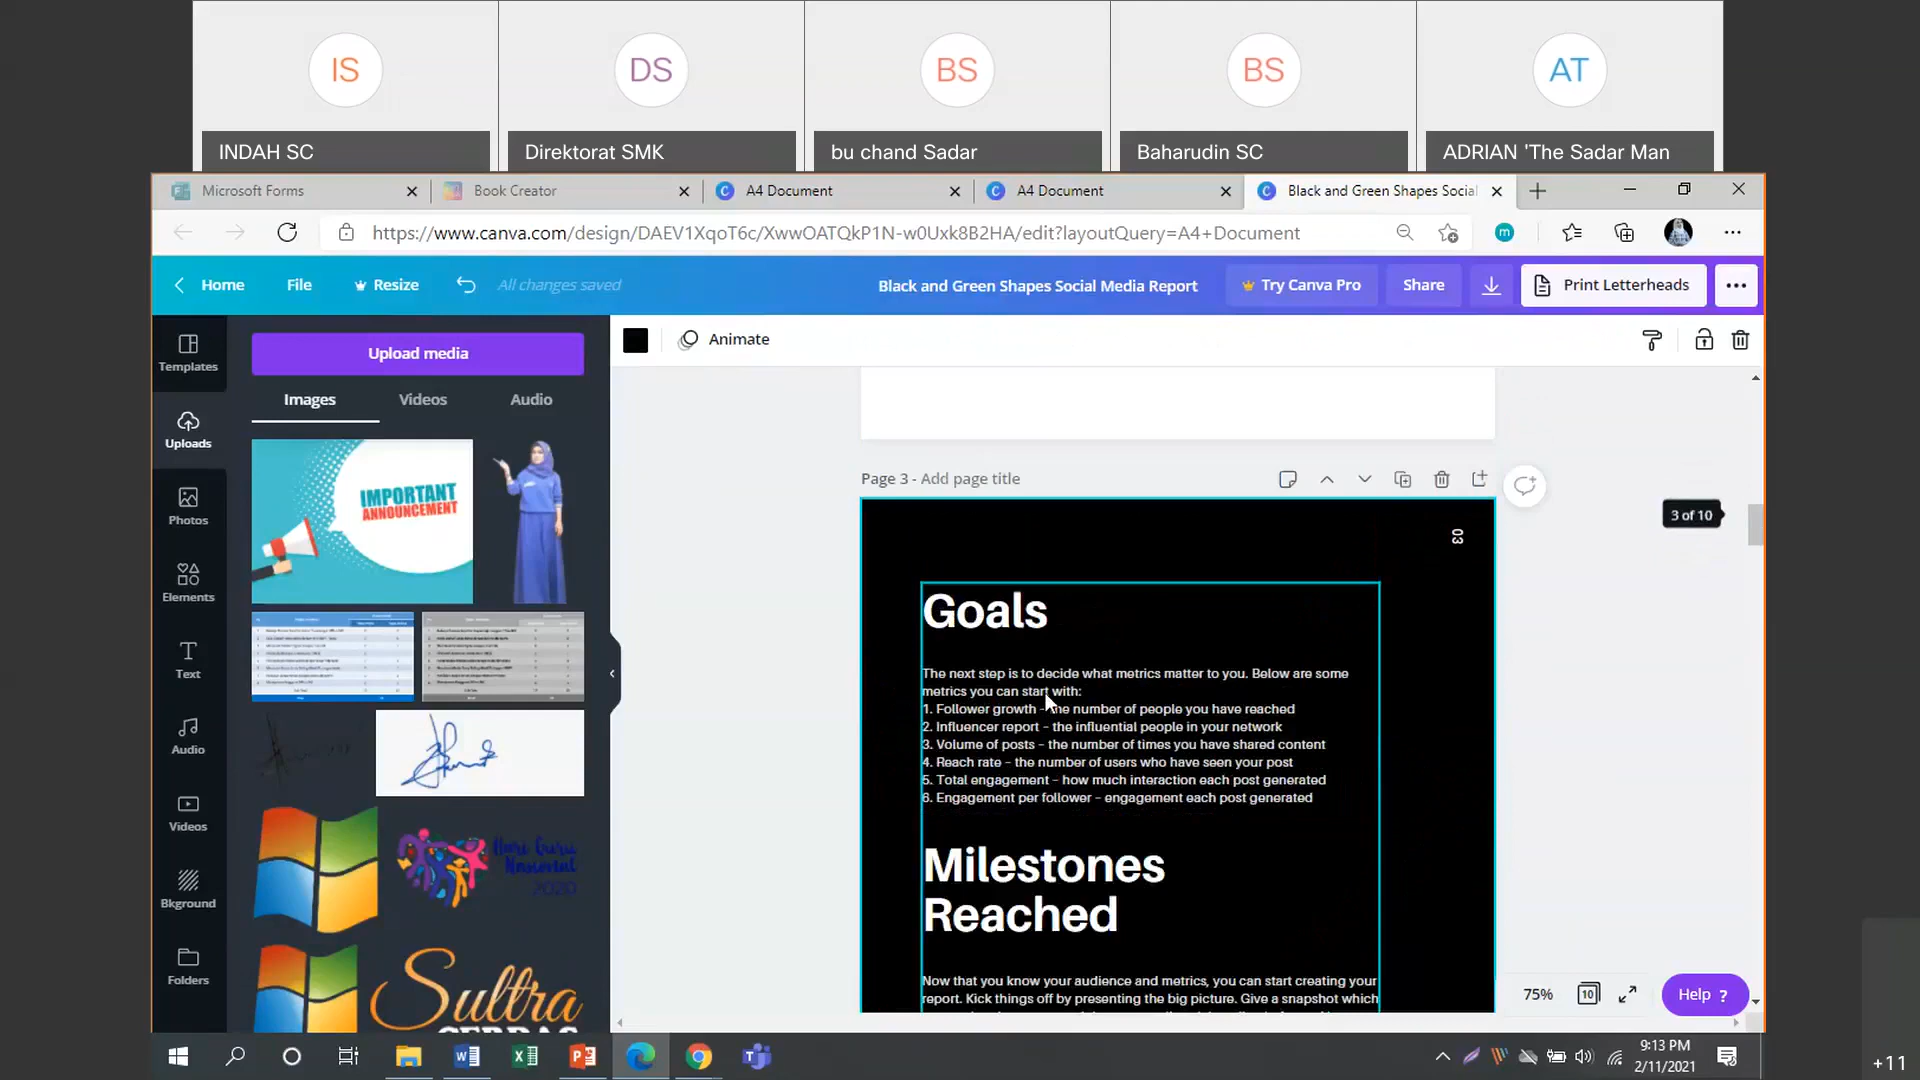 IS
DS
BS
BS
AT
INDAH SC
Direktorat SMK
bu chand Sadar
Baharudin SC
ADRIAN 'The Sadar Man
Microsoft Forms
Book Creator
A4 Document
A4 Document
Black and Green Shapes Social
https://www.canva.com/design/DAEV1XqoT6c/XwwOATQkP1N-w0Uxk8B2HA/edit?layoutQuery=A4+Document
m
Home
File
Resize
All changes saved
Black and Green Shapes Social Media Report
Try Canva Pro
Share
Print Letterheads
Templates
Uploads
Photos
Elements
Text
Audio
Videos
Bkground
Folders
Upload media
Images
Videos
Audio
IMPORTANT
ANNOUNCEMENT
Hari Guru
Nasional
2020
Sultra
CERDAS
Animate
Page 3 - Add page title
3 of 10
03
Goals
The next step is to decide what metrics matter to you. Below are some
metrics you can start with:
1. Follower growth - the number of people you have reached
2. Influencer report - the influential people in your network
3. Volume of posts - the number of times you have shared content
4. Reach rate - the number of users who have seen your post
5. Total engagement - how much interaction each post generated
6. Engagement per follower - engagement each post generated
Milestones
Reached
Now that you know your audience and metrics, you can start creating your
report. Kick things off by presenting the big picture. Give a snapshot which
75%
10
Help ?
9:13 PM
2/11/2021
+11